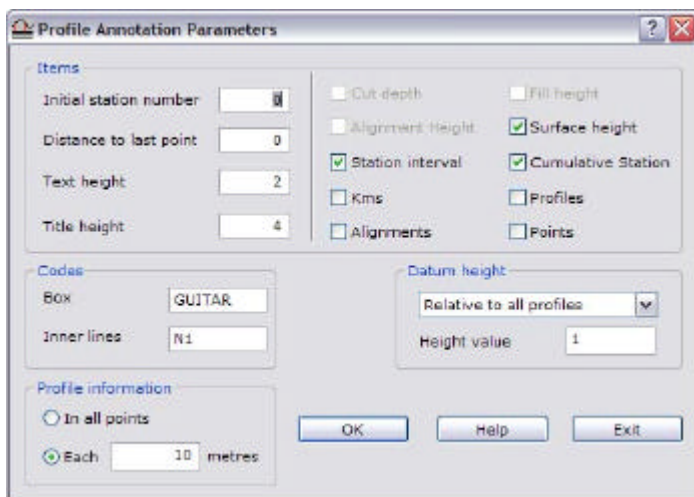 Profile Annotation Parameters
Items
Initial station number 0
Distance to last point 0
Text height 2
Title height 4
Cut depth
Fill height
Alignment Height
Surface height
Station interval
Cumulative Station
Kms
Profiles
Alignments
Points
Codes
Box GUITAR
Inner lines N1
Datum height
Relative to all profiles
Height value 1
Profile information
In all points
Each 10 metres
OK
Help
Exit